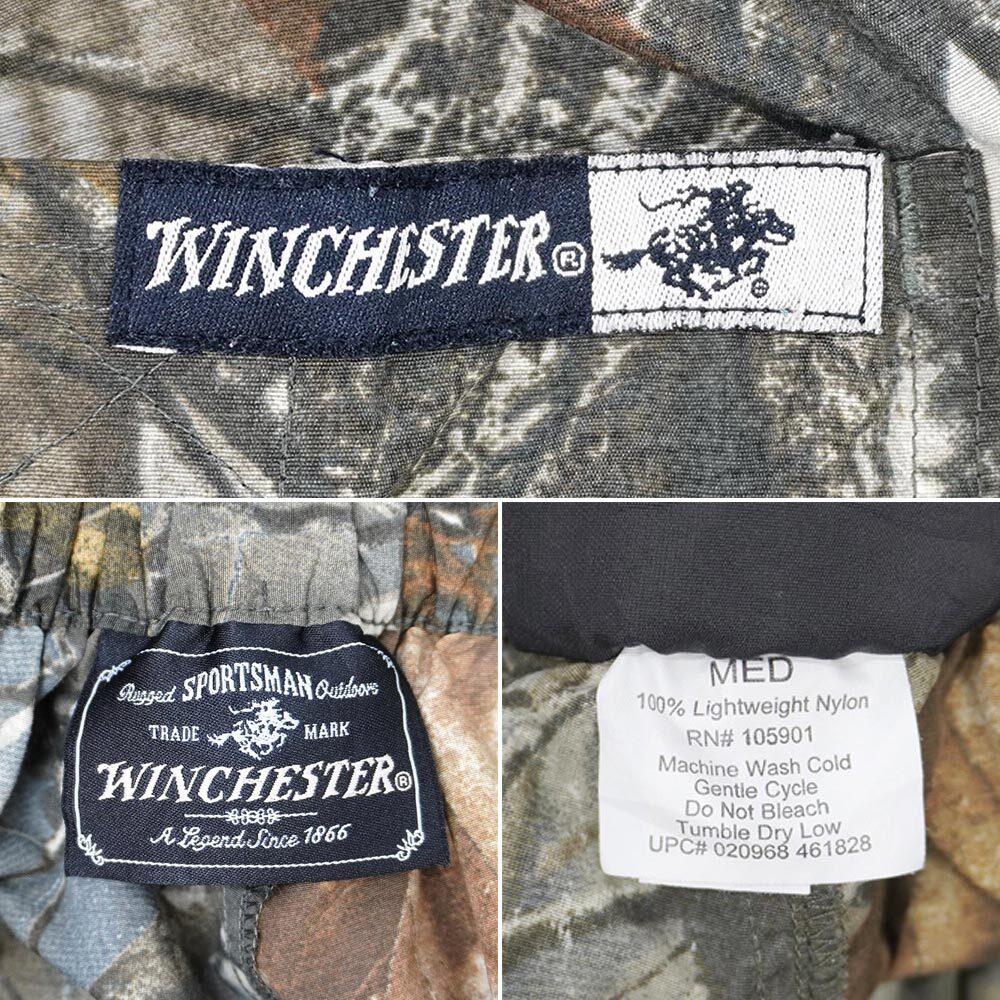 WINCHESTER®
®
Rugged SPORTSMAN Outdoors
TRADE MARK
WINCHESTER®
A Legend Since 1866
MED
100% Lightweight Nylon
RN# 105901
Machine Wash Cold
Gentle Cycle
Do Not Bleach
Tumble Dry Low
UPC# 020968 461828